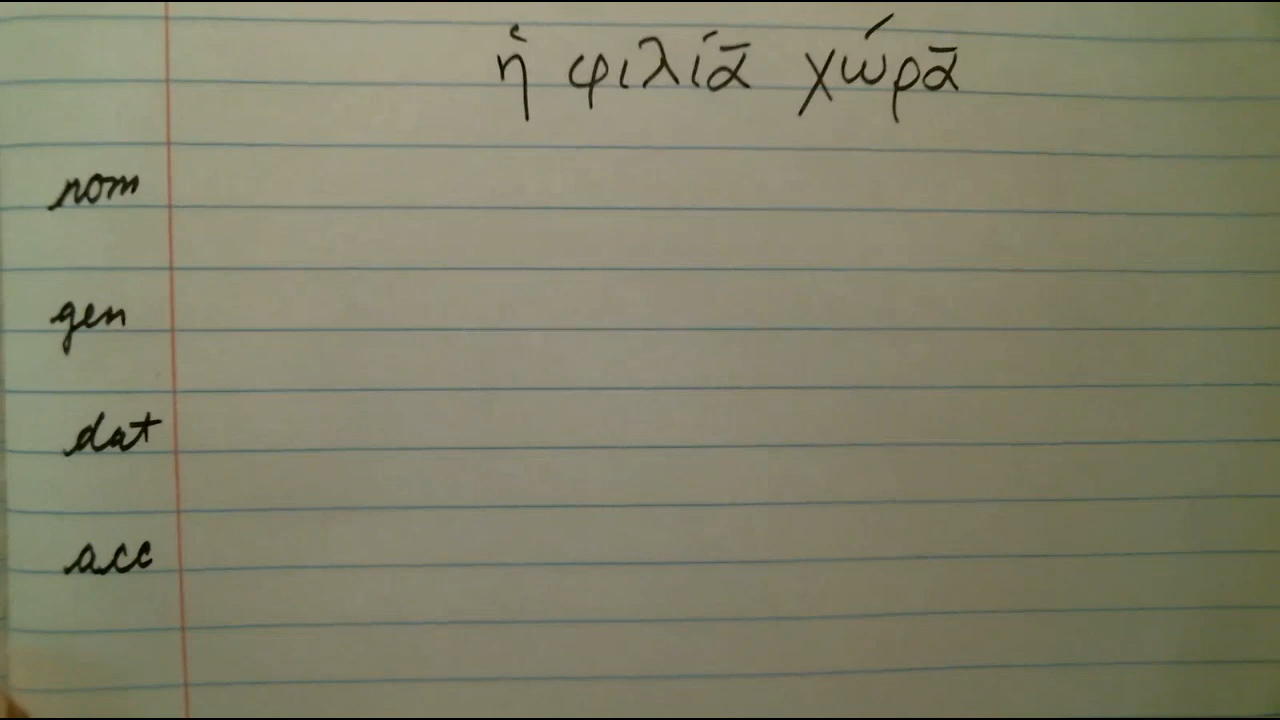 ἡ φιλίᾱ χώρᾱ
nom
gen
dat
acc